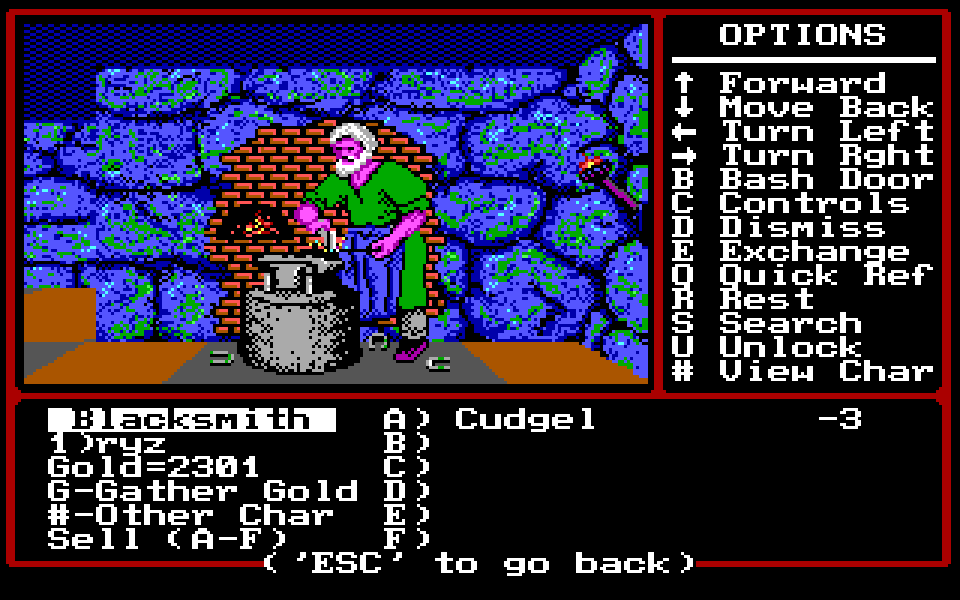 OPTIONS
↑ Forward
↓ Move Back
← Turn Left
→ Turn Rght
B Bash Door
C Controls
D Dismiss
E Exchange
Q Quick Ref
R Rest
S Search
U Unlock
# View Char
Blacksmith A) Cudgel -3
1)ryz B)
Gold=2301 C)
G-Gather Gold D)
#-Other Char E)
Sell (A-F) F)
('ESC' to go back)